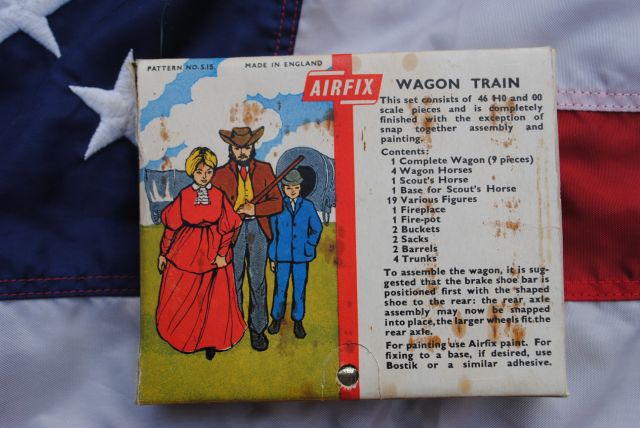 PATTERN NO. S.15. MADE IN ENGLAND
AIRFIX
WAGON TRAIN
This set consists of 46 H0 and 00
scale pieces and is completely
finished with the exception of
snap together assembly and
painting.
Contents:
1 Complete Wagon (9 pieces)
4 Wagon Horses
1 Scout's Horse
1 Base for Scout's Horse
19 Various Figures
1 Fireplace
1 Fire-pot
2 Buckets
2 Sacks
2 Barrels
4 Trunks
To assemble the wagon, it is sug-
gested that the brake shoe bar is
positioned first with the shaped
shoe to the rear: the rear axle
assembly may now be snapped
into place, the larger wheels fit the
rear axle.
For painting use Airfix paint. For
fixing to a base, if desired, use
Bostik or a similar adhesive.